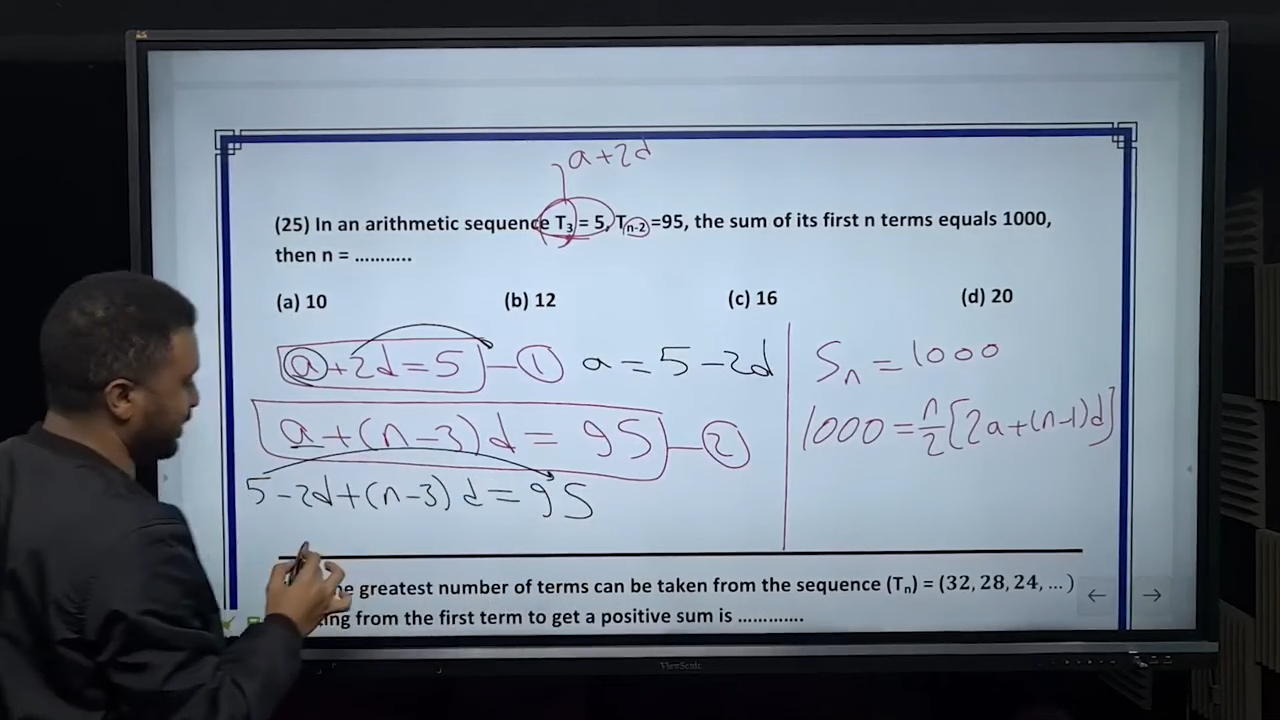 a+2d
(25) In an arithmetic sequence T₃ = 5, Tₙ₋₂ =95, the sum of its first n terms equals 1000,
then n = ...........
(a) 10 (b) 12 (c) 16 (d) 20
a+2d=5 — ① a = 5-2d
a+(n-3)d = 95 — ②
5-2d+(n-3)d=95
Sₙ = 1000
1000 = n/2 [2a+(n-1)d]
he greatest number of terms can be taken from the sequence (Tₙ) = (32, 28, 24, ... )
ing from the first term to get a positive sum is .............
← →
ViewSonic